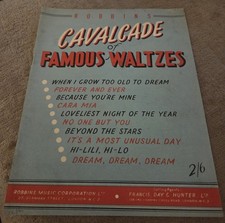 ROBBINS
CAVALCADE
OF
FAMOUS WALTZES
WHEN I GROW TOO OLD TO DREAM
FOREVER AND EVER
BECAUSE YOU'RE MINE
CARA MIA
LOVELIEST NIGHT OF THE YEAR
NO ONE BUT YOU
BEYOND THE STARS
IT'S A MOST UNUSUAL DAY
HI-LILI, HI-LO
DREAM, DREAM, DREAM
2/6
ROBBINS MUSIC CORPORATION LTD
FRANCIS, DAY & HUNTER LTD